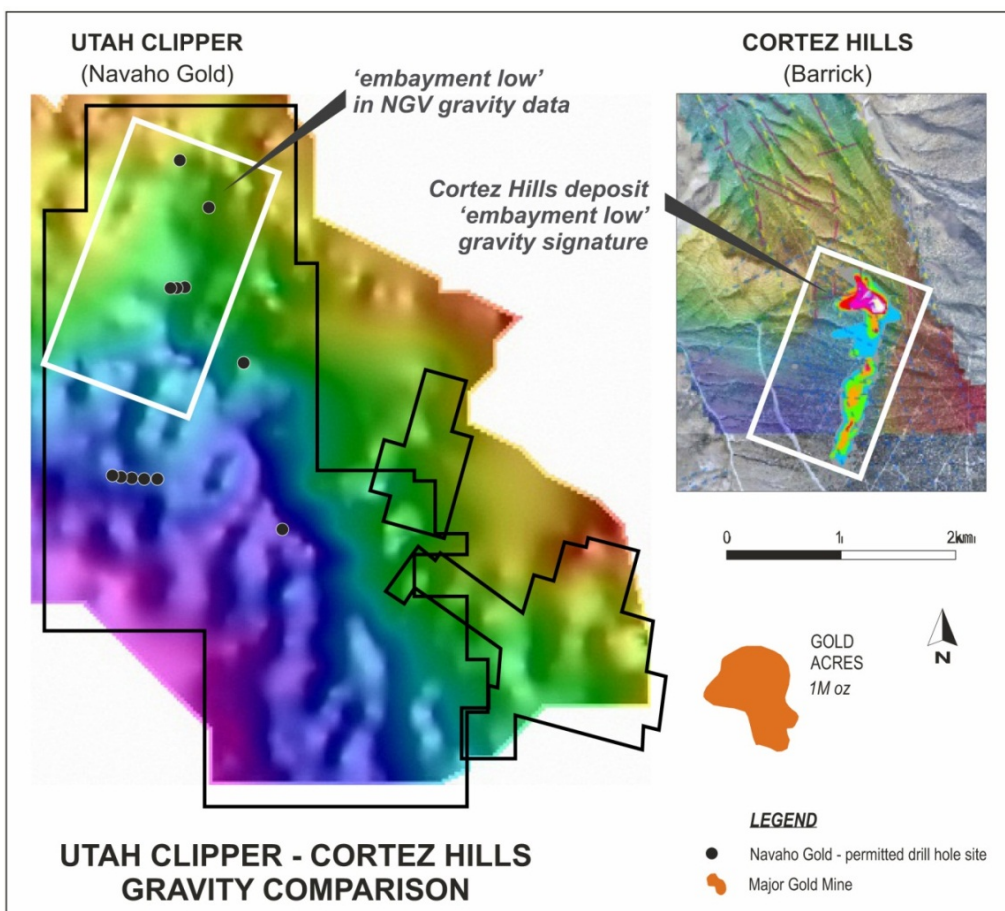 UTAH CLIPPER
(Navaho Gold)
'embayment low'
in NGV gravity data
CORTEZ HILLS
(Barrick)
Cortez Hills deposit
'embayment low'
gravity signature
0 1 2km
GOLD
ACRES
1M oz
N
LEGEND
Navaho Gold - permitted drill hole site
Major Gold Mine
UTAH CLIPPER - CORTEZ HILLS
GRAVITY COMPARISON